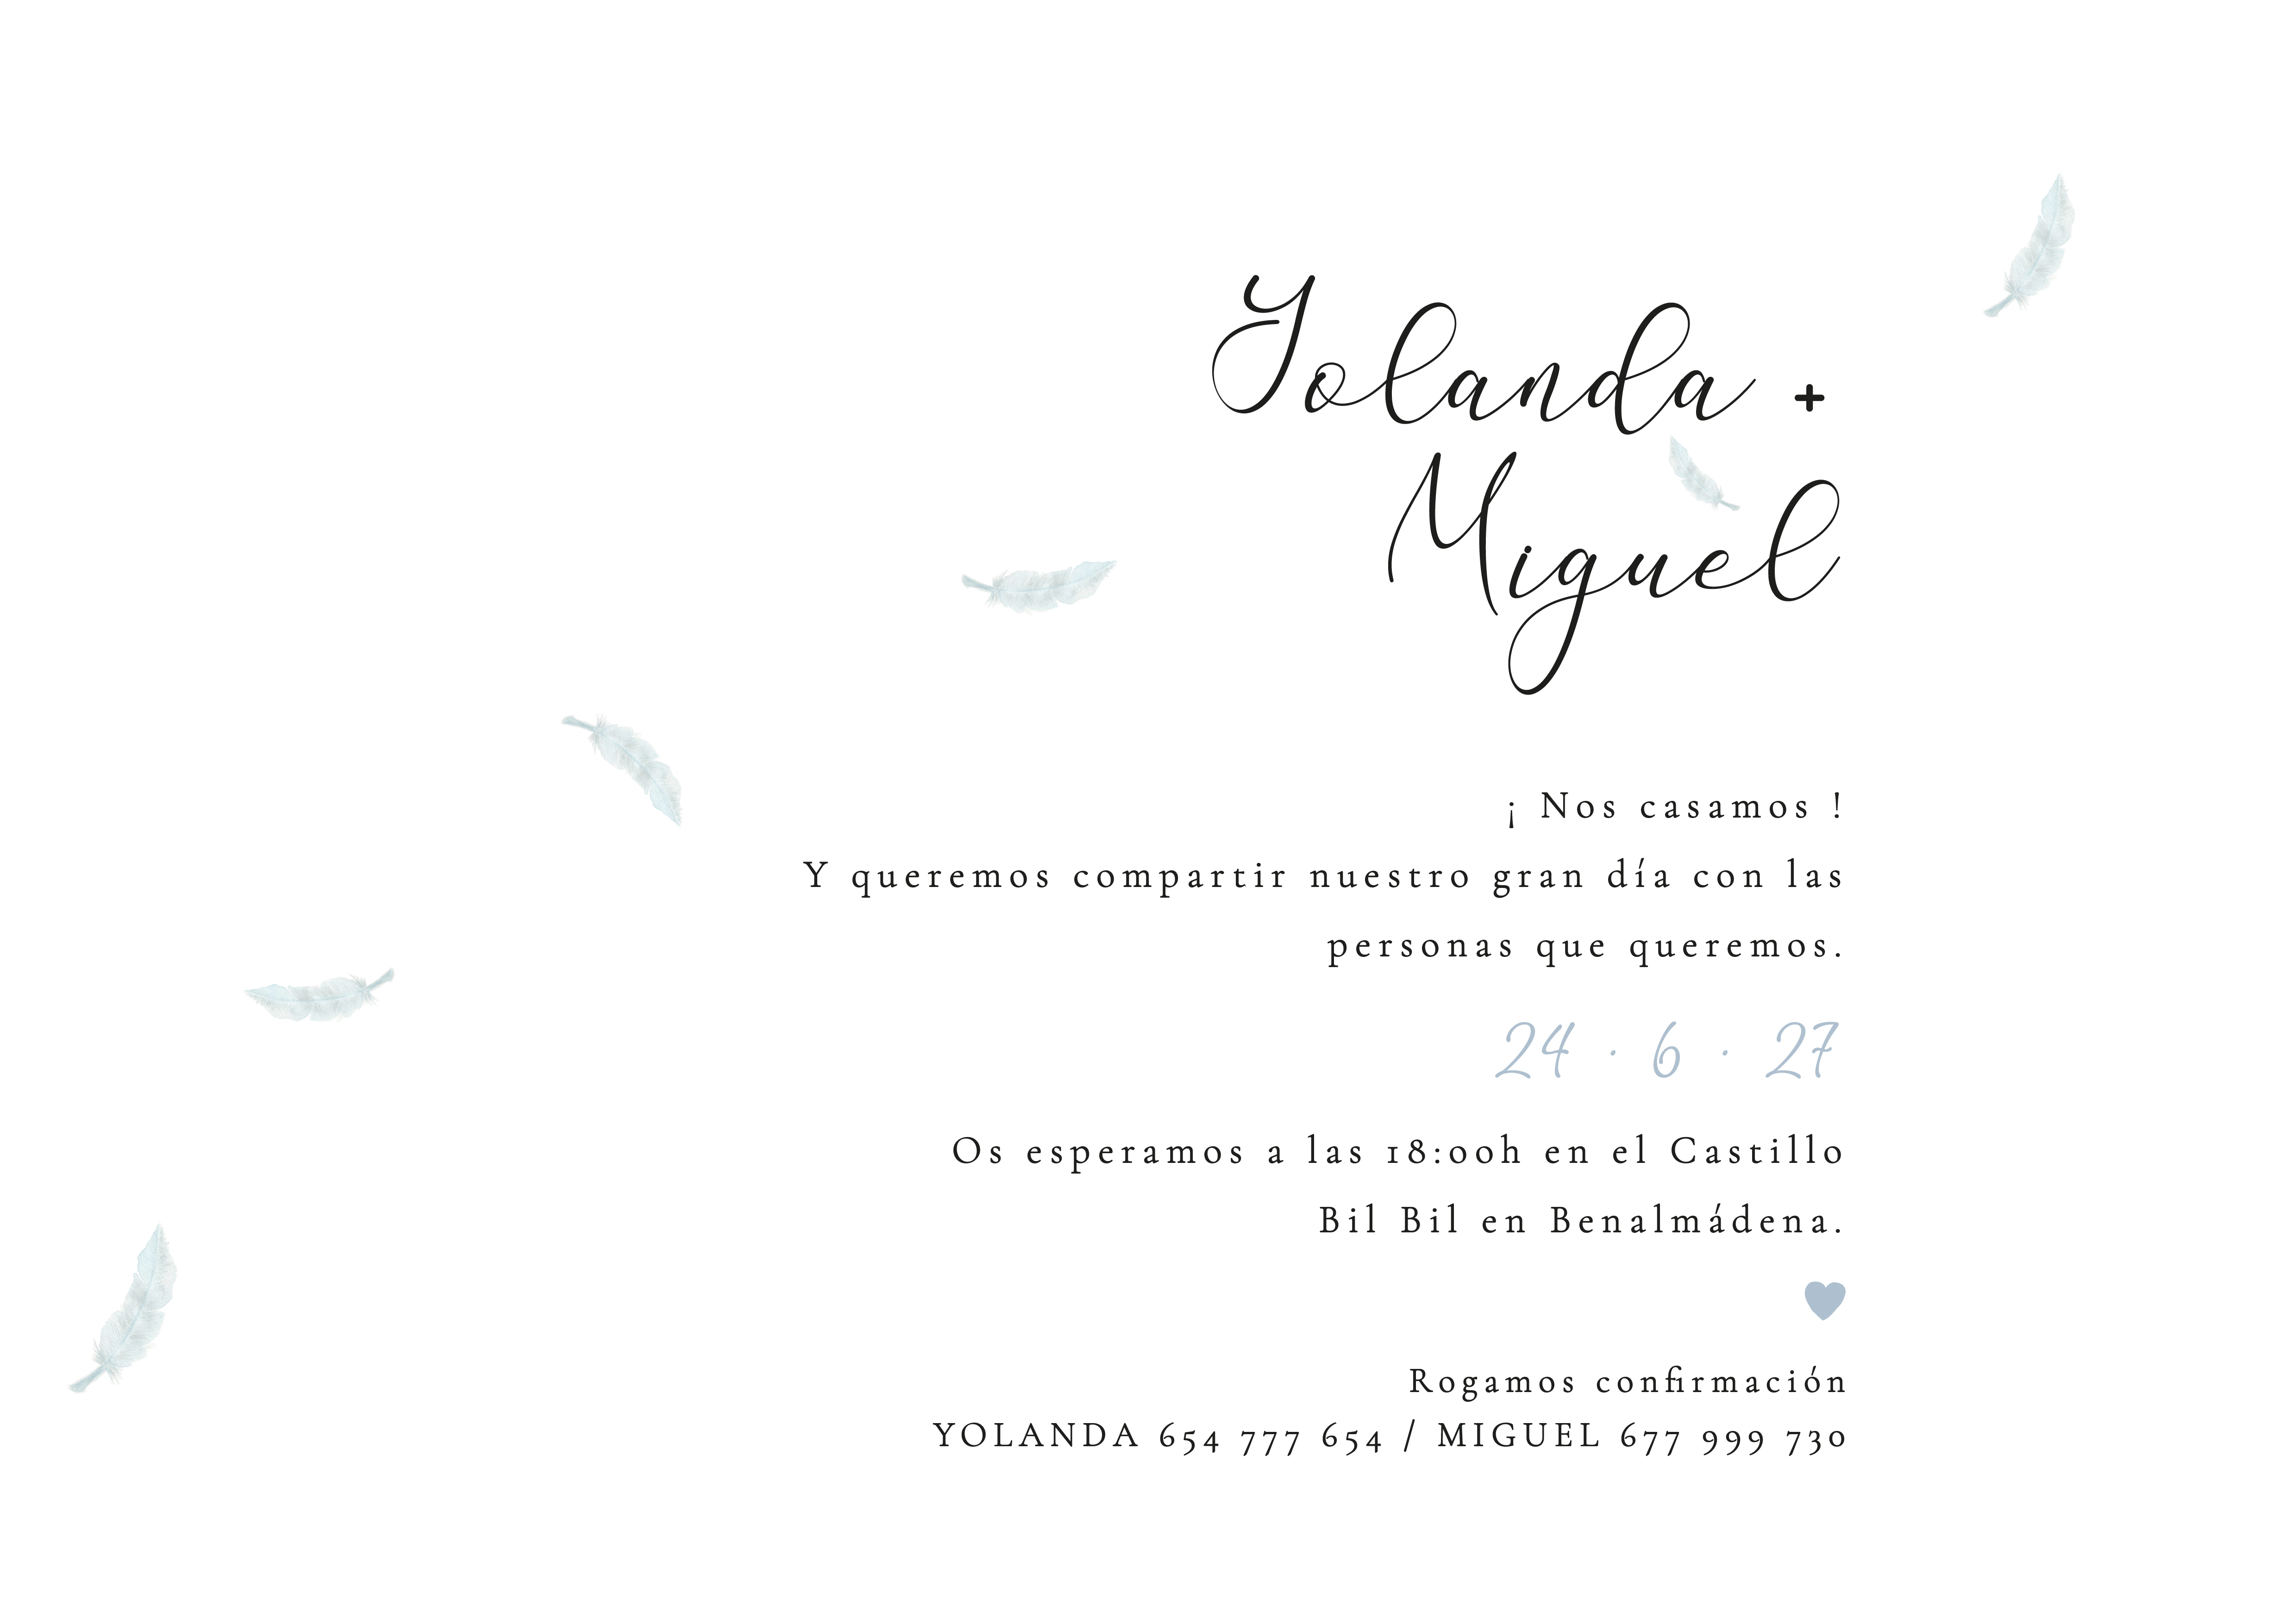 Yolanda +
Miguel
¡ Nos casamos !
Y queremos compartir nuestro gran día con las
personas que queremos.
24 · 6 · 27
Os esperamos a las 18:00h en el Castillo
Bil Bil en Benalmádena.
Rogamos confirmación
YOLANDA 654 777 654 / MIGUEL 677 999 730